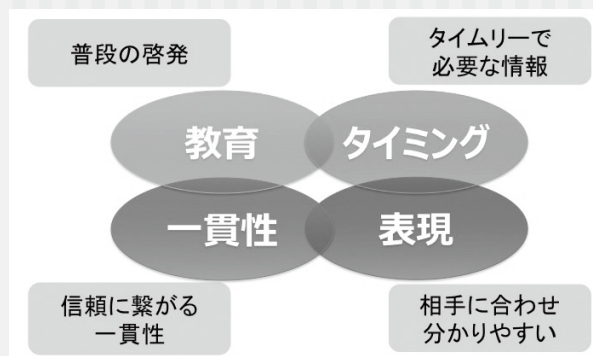 普段の啓発
タイムリーで
必要な情報
教育
タイミング
一貫性
表現
信頼に繋がる
一貫性
相手に合わせ
分かりやすい